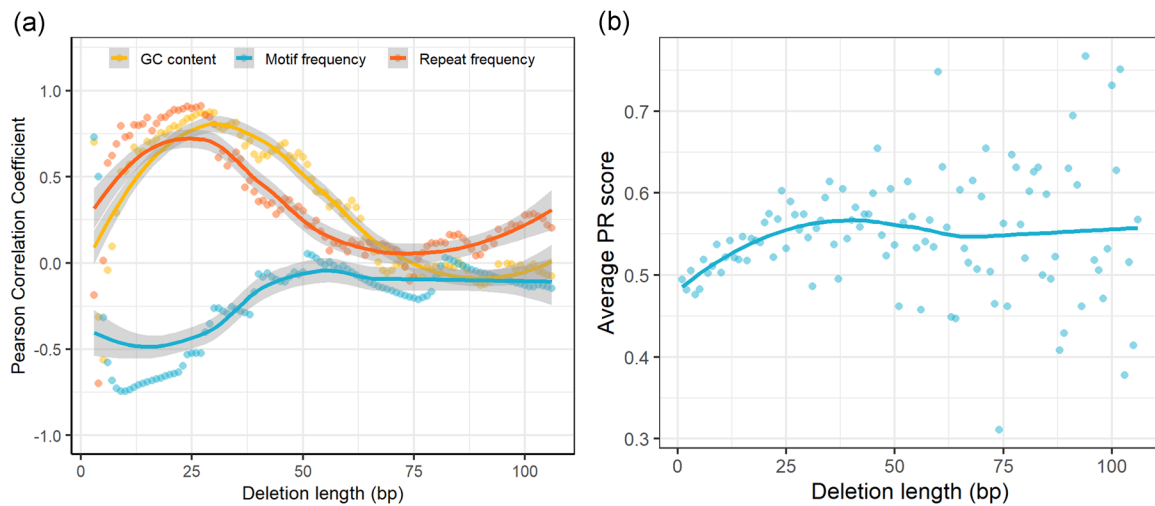 (a)
GC content Motif frequency Repeat frequency
Pearson Correlation Coefficient
1.0
0.5
0.0
-0.5
-1.0
0 25 50 75 100
Deletion length (bp)
(b)
Average PR score
0.7
0.6
0.5
0.4
0.3
0 25 50 75 100
Deletion length (bp)